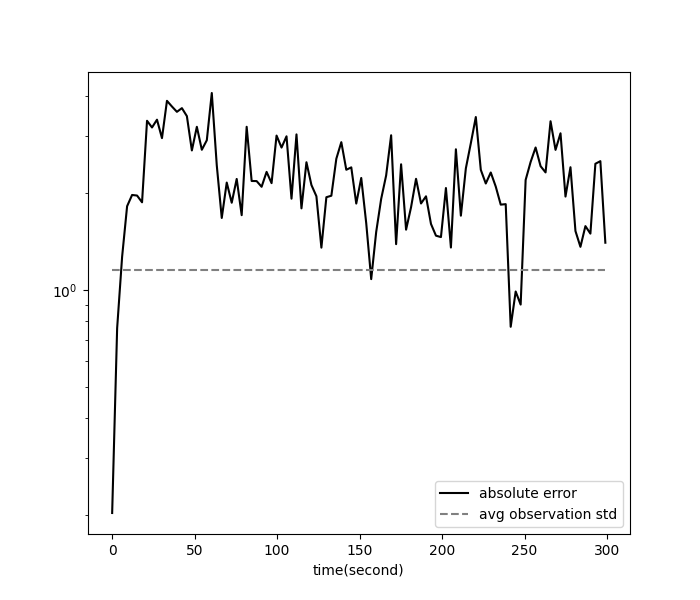 10⁰
0 50 100 150 200 250 300
time(second)
absolute error
avg observation std